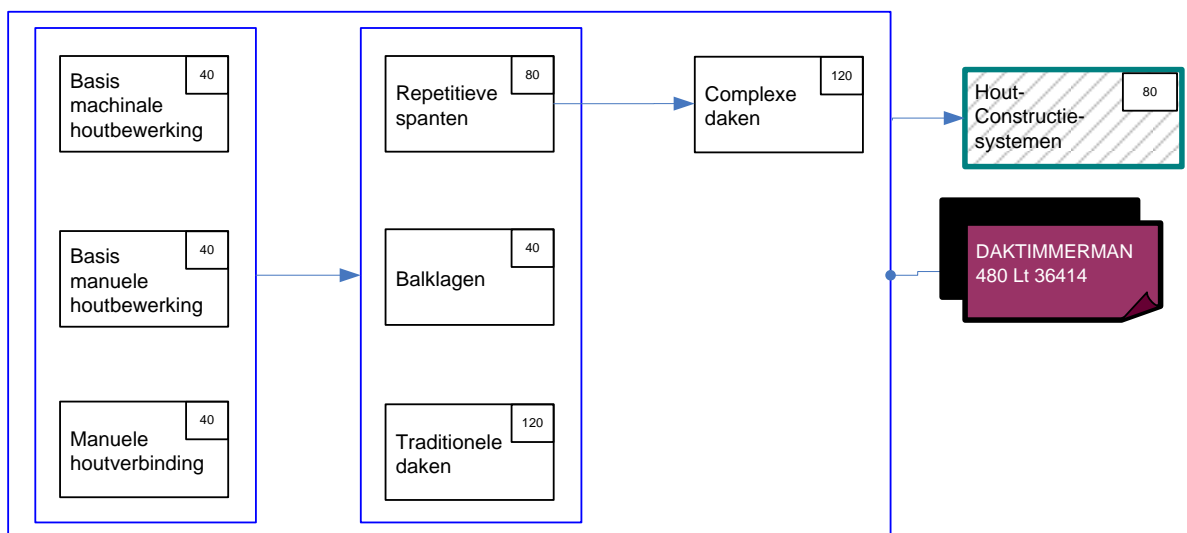 Basis
machinale
houtbewerking
40
Repetitieve
spanten
80
Complexe
daken
120
Hout-
Constructie-
systemen
80
Basis
manuele
houtbewerking
40
Balklagen
40
DAKTIMMERMAN
480 Lt 36414
Manuele
houtverbinding
40
Traditionele
daken
120